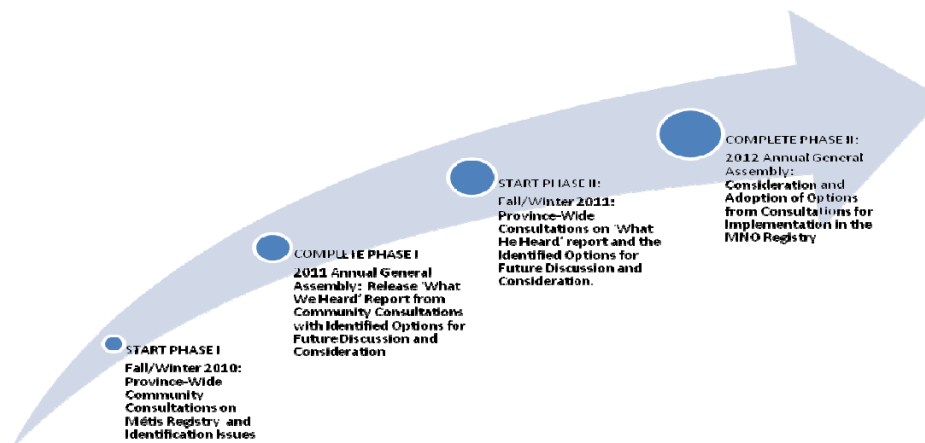 START PHASE I
Fall/Winter 2010:
Province-Wide
Community
Consultations on
Métis Registry and
Identification Issues
COMPLETE PHASE I
2011 Annual General
Assembly: Release 'What
We Heard' Report from
Community Consultations
with Identified Options for
Future Discussion and
Consideration
START PHASE II:
Fall/Winter 2011:
Province-Wide
Consultations on 'What
He Heard' report and the
Identified Options for
Future Discussion and
Consideration.
COMPLETE PHASE II:
2012 Annual General
Assembly:
Consideration and
Adoption of Options
from Consultations for
Implementation in the
MNO Registry